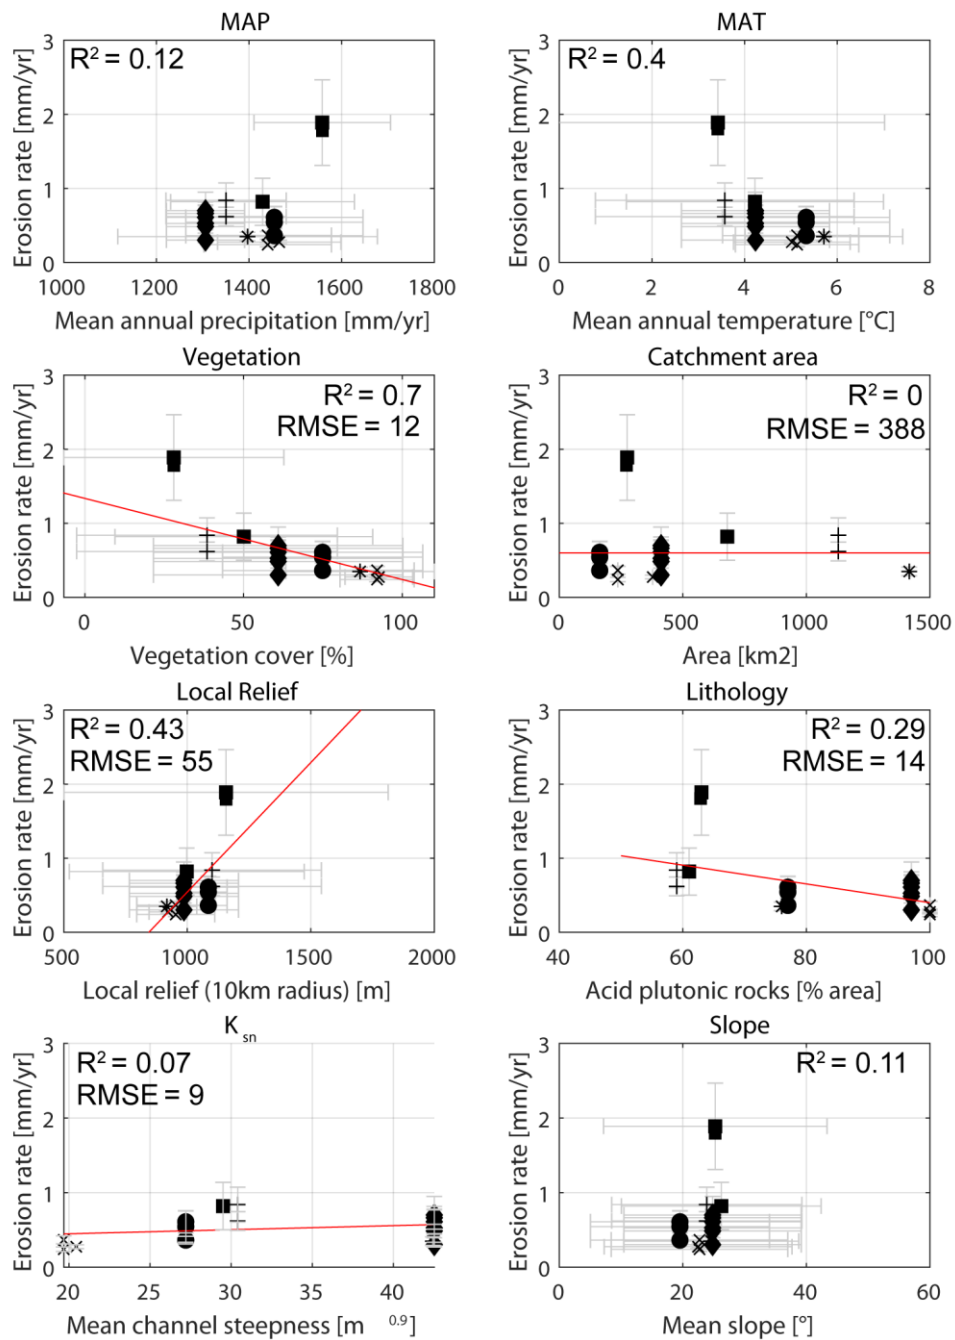 MAP
R² = 0.12
Erosion rate [mm/yr]
3
2
1
0
1000 1200 1400 1600 1800
Mean annual precipitation [mm/yr]
MAT
R² = 0.4
Erosion rate [mm/yr]
3
2
1
0
0 2 4 6 8
Mean annual temperature [°C]
Vegetation
R² = 0.7
RMSE = 12
Erosion rate [mm/yr]
3
2
1
0
0 50 100
Vegetation cover [%]
Catchment area
R² = 0
RMSE = 388
Erosion rate [mm/yr]
3
2
1
0
0 500 1000 1500
Area [km2]
Local Relief
R² = 0.43
RMSE = 55
Erosion rate [mm/yr]
3
2
1
0
500 1000 1500 2000
Local relief (10km radius) [m]
Lithology
R² = 0.29
RMSE = 14
Erosion rate [mm/yr]
3
2
1
0
40 60 80 100
Acid plutonic rocks [% area]
K sn
R² = 0.07
RMSE = 9
Erosion rate [mm/yr]
3
2
1
0
20 25 30 35 40
Mean channel steepness [m 0.9]
Slope
R² = 0.11
Erosion rate [mm/yr]
3
2
1
0
0 20 40 60
Mean slope [°]